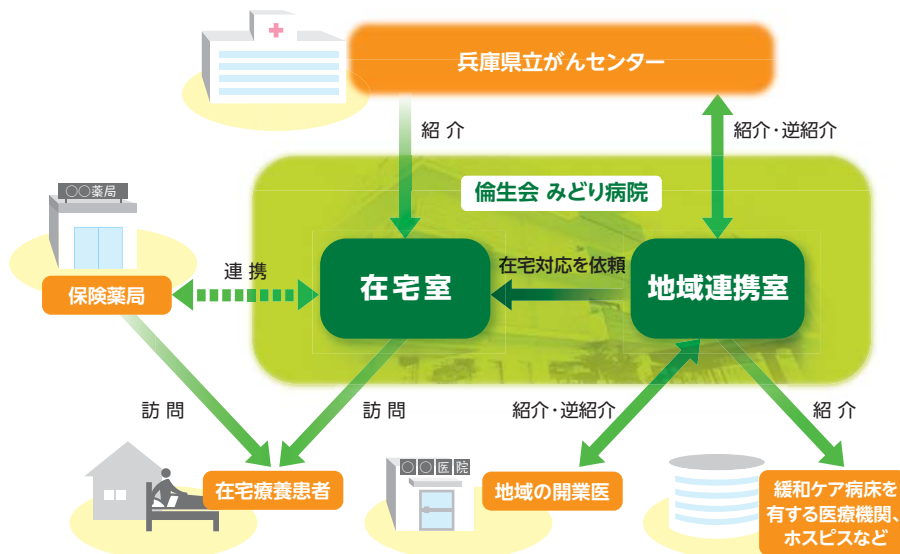 兵庫県立がんセンター
紹 介
紹介・逆紹介
倫生会 みどり病院
○○薬局
連 携
在宅室
在宅対応を依頼
地域連携室
保険薬局
訪 問
訪 問
紹介・逆紹介
紹 介
在宅療養患者
○○医院
地域の開業医
緩和ケア病床を
有する医療機関、
ホスピスなど